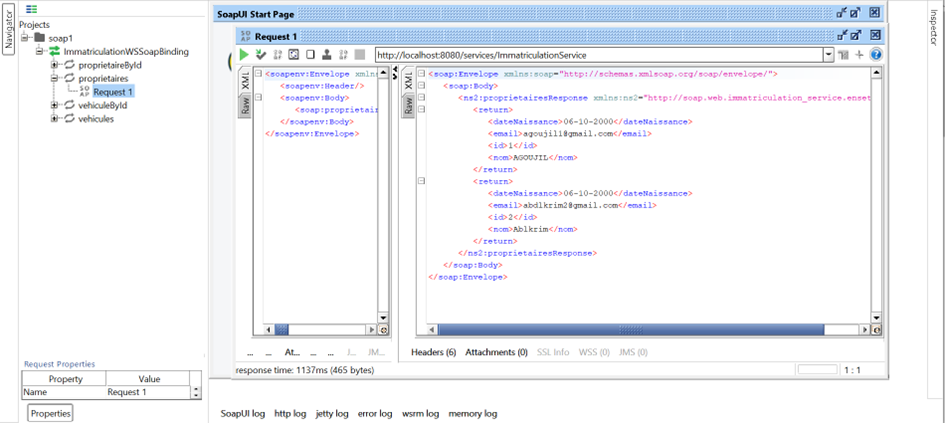 Navigator
Projects
soap1
ImmatriculationWSSoapBinding
proprietaireById
proprietaires
SO AP Request 1
vehiculeById
vehicules
Request Properties
Property Value
Name Request 1
Properties
SoapUI Start Page
SO AP Request 1
http://localhost:8080/services/ImmatriculationService
XML
Raw
<soapenv:Envelope xmlns
<soapenv:Header/>
<soapenv:Body>
<soap:proprietair
</soapenv:Body>
</soapenv:Envelope>
XML
Raw
<soap:Envelope xmlns:soap="http://schemas.xmlsoap.org/soap/envelope/">
<soap:Body>
<ns2:proprietairesResponse xmlns:ns2="http://soap.web.immatriculation_service.enset
<return>
<dateNaissance>06-10-2000</dateNaissance>
<email>agoujil1@gmail.com</email>
<id>1</id>
<nom>AGOUJIL</nom>
</return>
<return>
<dateNaissance>06-10-2000</dateNaissance>
<email>abdlkrim2@gmail.com</email>
<id>2</id>
<nom>Ablkrim</nom>
</return>
</ns2:proprietairesResponse>
</soap:Body>
</soap:Envelope>
... ... At... ... ... J... JM...
Headers (6) Attachments (0) SSL Info WSS (0) JMS (0)
response time: 1137ms (465 bytes)
1 : 1
SoapUI log http log jetty log error log wsrm log memory log
Inspector